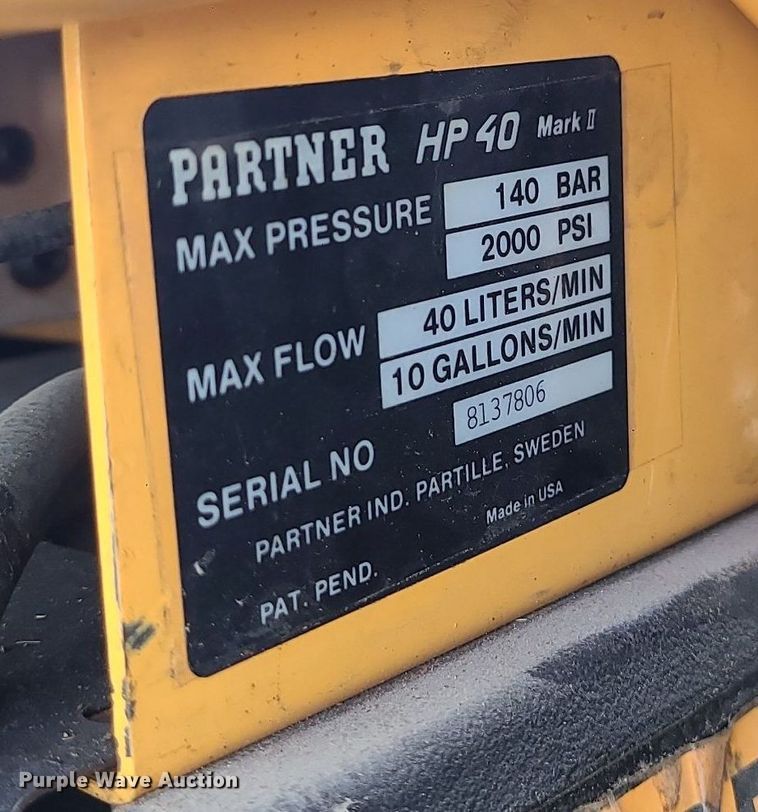 PARTNER HP 40 Mark II
MAX PRESSURE 140 BAR
2000 PSI
MAX FLOW 40 LITERS/MIN
10 GALLONS/MIN
SERIAL NO 8137806
PARTNER IND. PARTILLE, SWEDEN
PAT. PEND. Made in USA
Purple Wave Auction